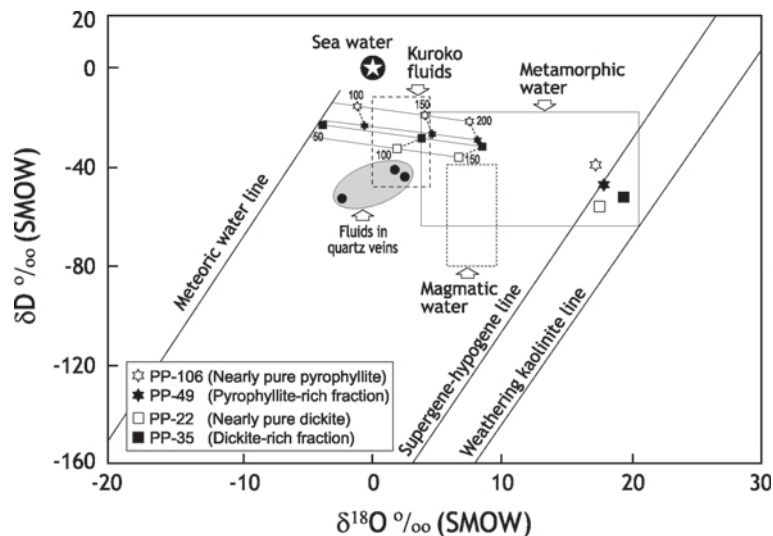 20
0
-40
-60
-120
-160
-20
-10
0
10
20
30
δD ‰ (SMOW)
δ18O ‰ (SMOW)
Sea water
Kuroko
fluids
Metamorphic
water
100
150
200
50
100
150
Fluids in
quartz veins
Magmatic
water
Meteoric water line
Supergene-hypogene line
Weathering kaolinite line
PP-106 (Nearly pure pyrophyllite)
PP-49 (Pyrophyllite-rich fraction)
PP-22 (Nearly pure dickite)
PP-35 (Dickite-rich fraction)